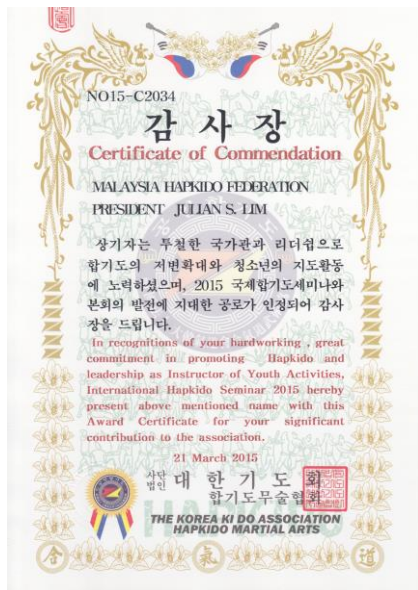 NO15-C2034
감 사 장
Certificate of Commendation
MALAYSIA HAPKIDO FEDERATION
PRESIDENT JULIAN S. LIM
상기자는 투철한 국가관과 리더쉽으로
합기도의 저변확대와 청소년의 지도활동
에 노력하셨으며, 2015 국제합기도세미나와
본회의 발전에 지대한 공로가 인정되어 감사
장을 드립니다.
In recognitions of your hardworking , great
commitment in promoting Hapkido and
leadership as Instructor of Youth Activities,
International Hapkido Seminar 2015 hereby
present above mentioned name with this
Award Certificate for your significant
contribution to the association.
21 March 2015
사단
법인 대 한 기 도 회
합기도무술협회
THE KOREA KI DO ASSOCIATION
HAPKIDO MARTIAL ARTS
合 氣 道